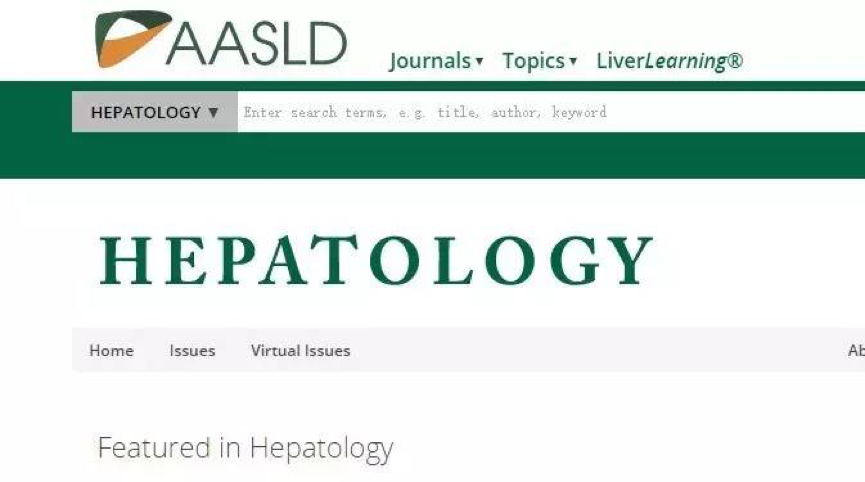 AASLD
Journals ▾ Topics ▾ LiverLearning®
HEPATOLOGY ▼ Enter search terms, e.g. title, author, keyword
HEPATOLOGY
Home Issues Virtual Issues Ab
Featured in Hepatology